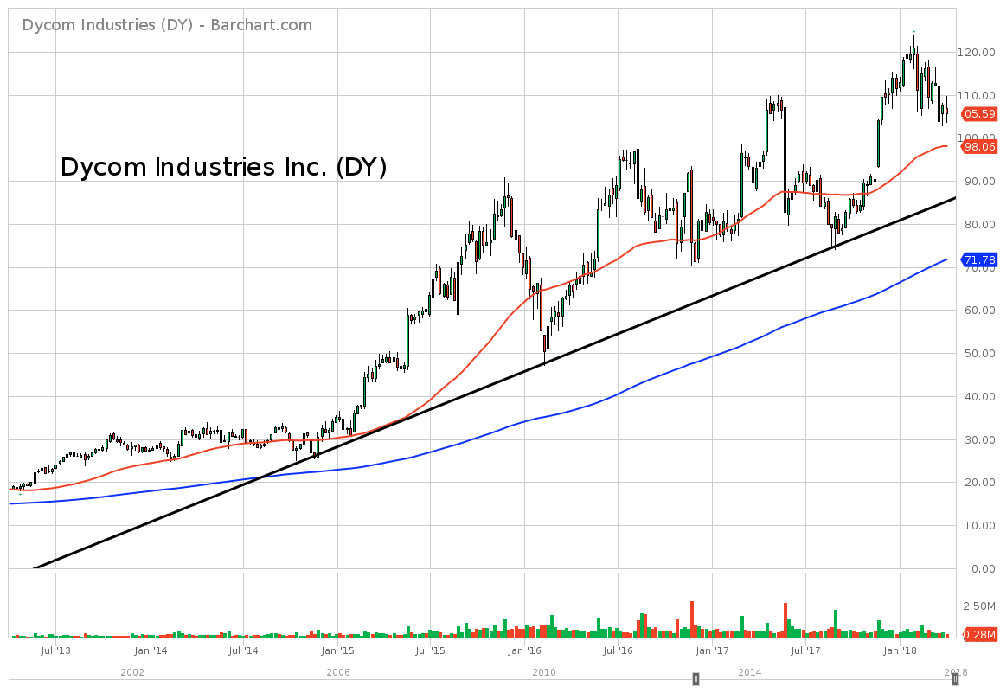 Dycom Industries (DY) - Barchart.com
Dycom Industries Inc. (DY)
120.00
110.00
05.59
100.00
98.06
90.00
80.00
71.78
70.00
60.00
50.00
40.00
30.00
20.00
10.00
0.00
2.50M
0.28M
Jul '13 Jan '14 Jul '14 Jan '15 Jul '15 Jan '16 Jul '16 Jan '17 Jul '17 Jan '18
2002 2006 2010 2014 2018